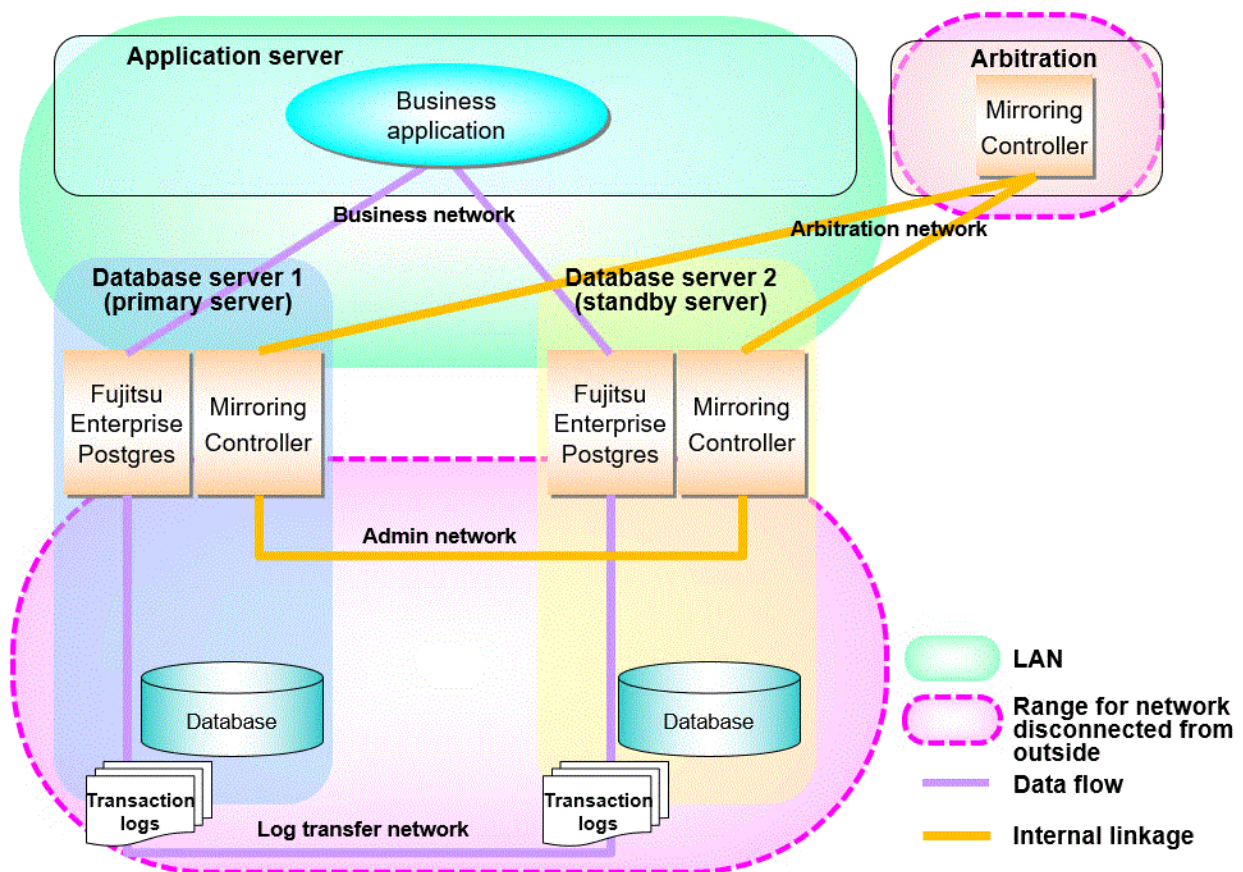 Application server
Business
application
Arbitration
Mirroring
Controller
Business network
Arbitration network
Database server 1
(primary server)
Database server 2
(standby server)
Fujitsu
Enterprise
Postgres
Mirroring
Controller
Fujitsu
Enterprise
Postgres
Mirroring
Controller
Admin network
Database
Database
Transaction
logs
Transaction
logs
Log transfer network
LAN
Range for network
disconnected from
outside
Data flow
Internal linkage